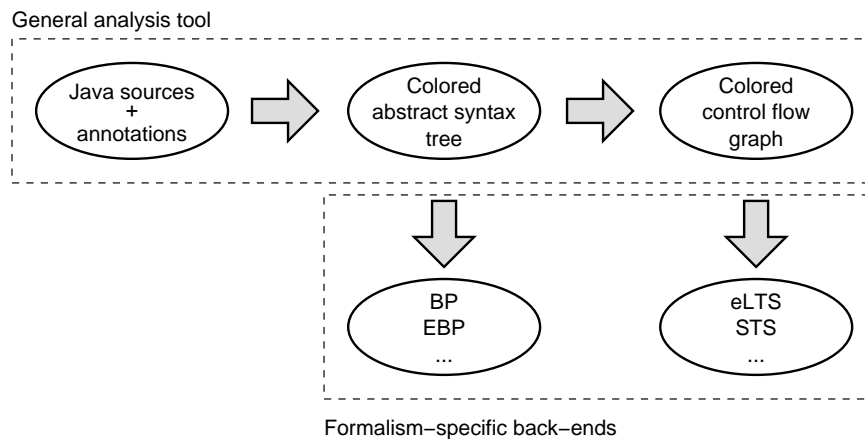 General analysis tool
Java sources
+
annotations
Colored
abstract syntax
tree
Colored
control flow
graph
BP
EBP
...
eLTS
STS
...
Formalism−specific back−ends